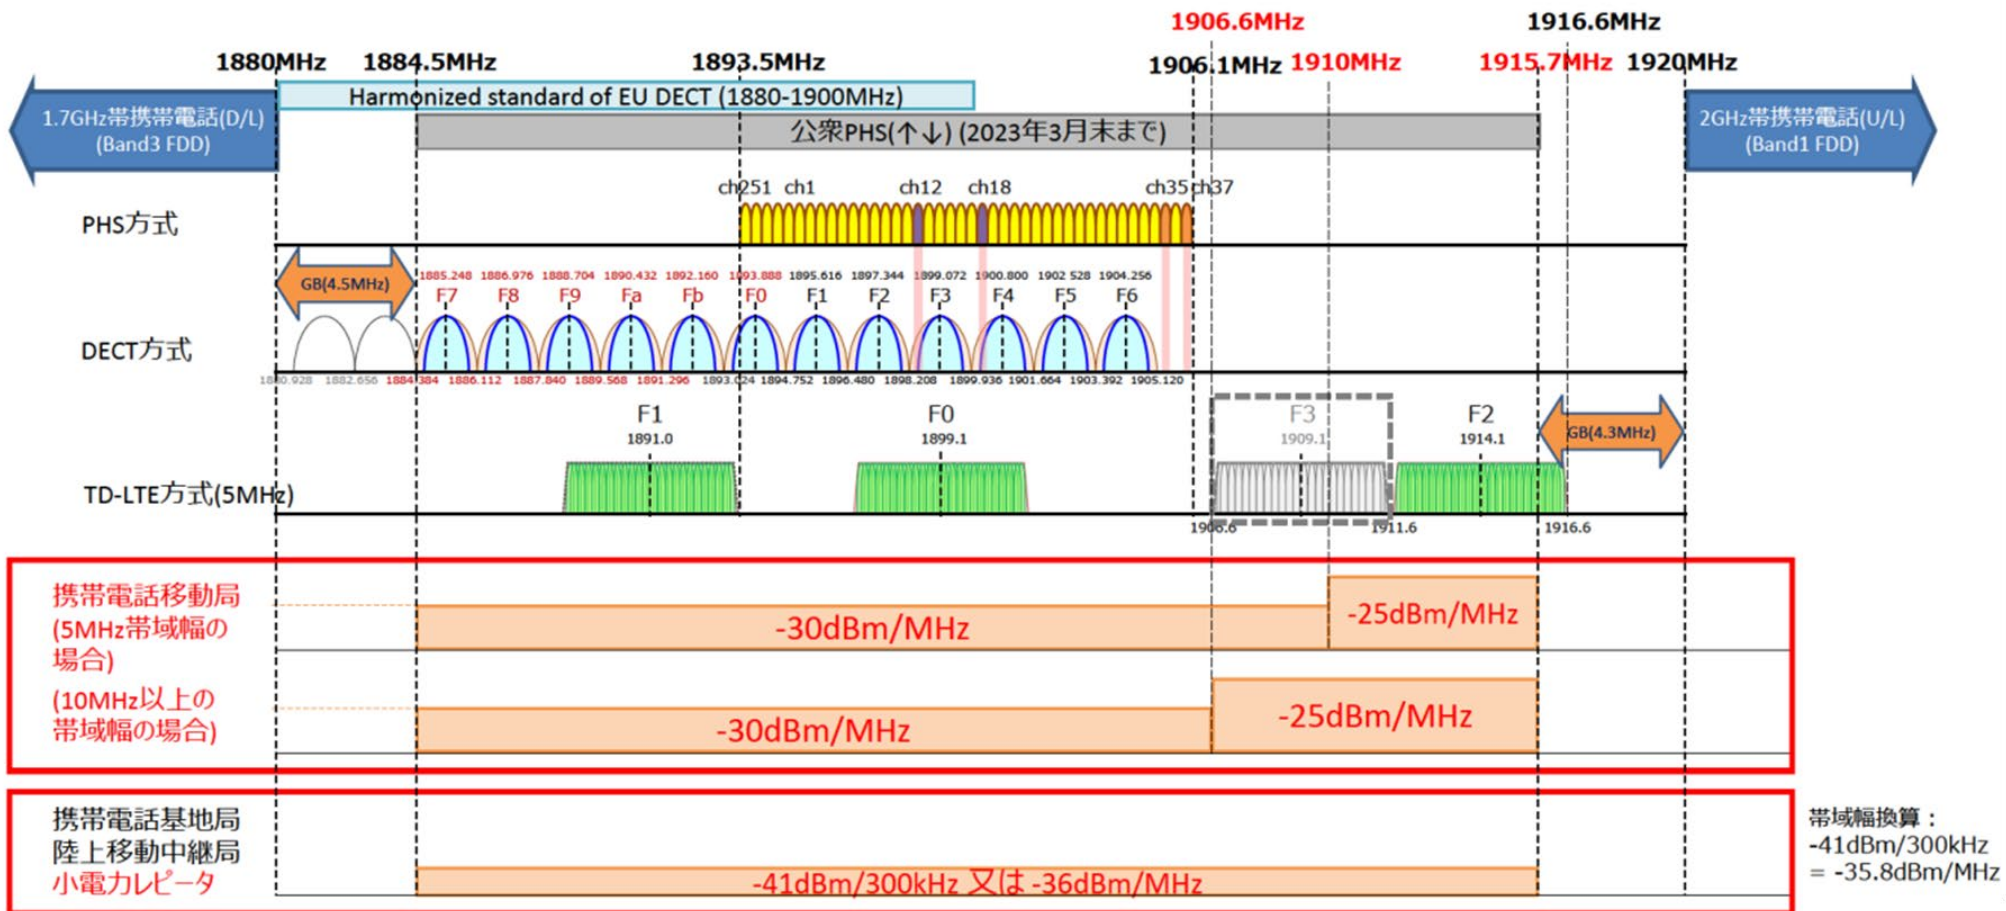 1906.6MHz 1916.6MHz
1880MHz 1884.5MHz 1893.5MHz 1906.1MHz 1910MHz 1915.7MHz 1920MHz
Harmonized standard of EU DECT (1880-1900MHz)
1.7GHz帯携帯電話(D/L)
(Band3 FDD)
公衆PHS(↑↓) (2023年3月末まで)
2GHz帯携帯電話(U/L)
(Band1 FDD)
ch251 ch1 ch12 ch18 ch35 ch37
PHS方式
GB(4.5MHz)
1885.248 1886.976 1888.704 1890.432 1892.160 1893.888 1895.616 1897.344 1899.072 1900.800 1902.528 1904.256
F7 F8 F9 Fa Fb F0 F1 F2 F3 F4 F5 F6
DECT方式
1880.928 1882.656 1884.384 1886.112 1887.840 1889.568 1891.296 1893.024 1894.752 1896.480 1898.208 1899.936 1901.664 1903.392 1905.120
F1 F0 F3 F2
1891.0 1899.1 1909.1 1914.1
GB(4.3MHz)
TD-LTE方式(5MHz)
1906.6 1911.6 1916.6
携帯電話移動局
(5MHz帯域幅の
場合)
-30dBm/MHz
-25dBm/MHz
(10MHz以上の
帯域幅の場合)
-30dBm/MHz
-25dBm/MHz
携帯電話基地局
陸上移動中継局
小電力レピータ
-41dBm/300kHz 又は -36dBm/MHz
帯域幅換算：
-41dBm/300kHz
= -35.8dBm/MHz